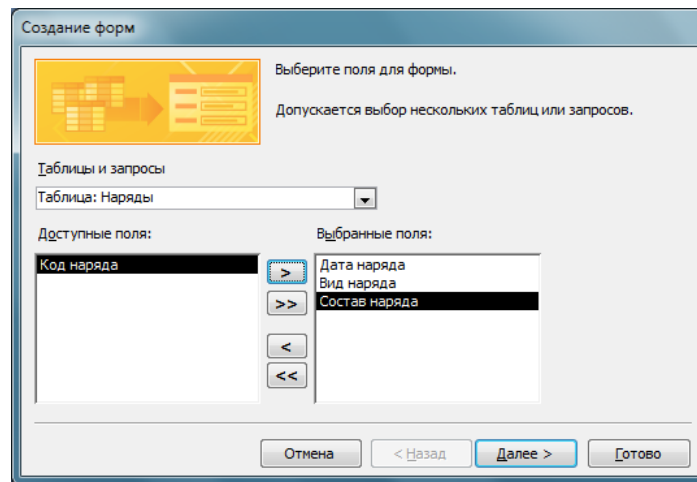 Создание форм
Выберите поля для формы.
Допускается выбор нескольких таблиц или запросов.
Таблицы и запросы
Таблица: Наряды
Доступные поля:
Выбранные поля:
Код наряда
>
>>
<
<<
Дата наряда
Вид наряда
Состав наряда
Отмена
< Назад
Далее >
Готово